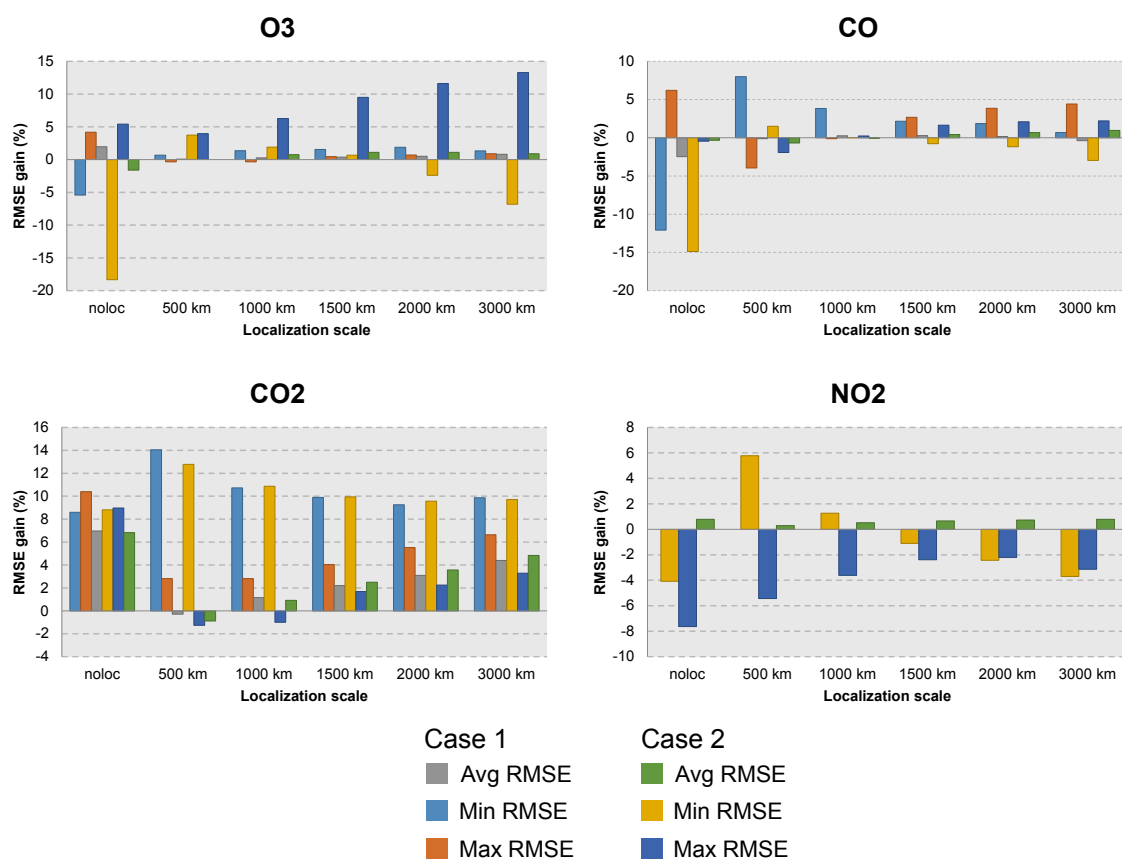 O3
15
10
5
0
-5
-10
-15
-20
RMSE gain (%)
noloc 500 km 1000 km 1500 km 2000 km 3000 km
Localization scale
CO
10
5
0
-5
-10
-15
-20
RMSE gain (%)
noloc 500 km 1000 km 1500 km 2000 km 3000 km
Localization scale
CO2
16
14
12
10
8
6
4
2
0
-2
-4
RMSE gain (%)
noloc 500 km 1000 km 1500 km 2000 km 3000 km
Localization scale
NO2
8
6
4
2
0
-2
-4
-6
-8
-10
RMSE gain (%)
noloc 500 km 1000 km 1500 km 2000 km 3000 km
Localization scale
Case 1
Avg RMSE
Min RMSE
Max RMSE
Case 2
Avg RMSE
Min RMSE
Max RMSE